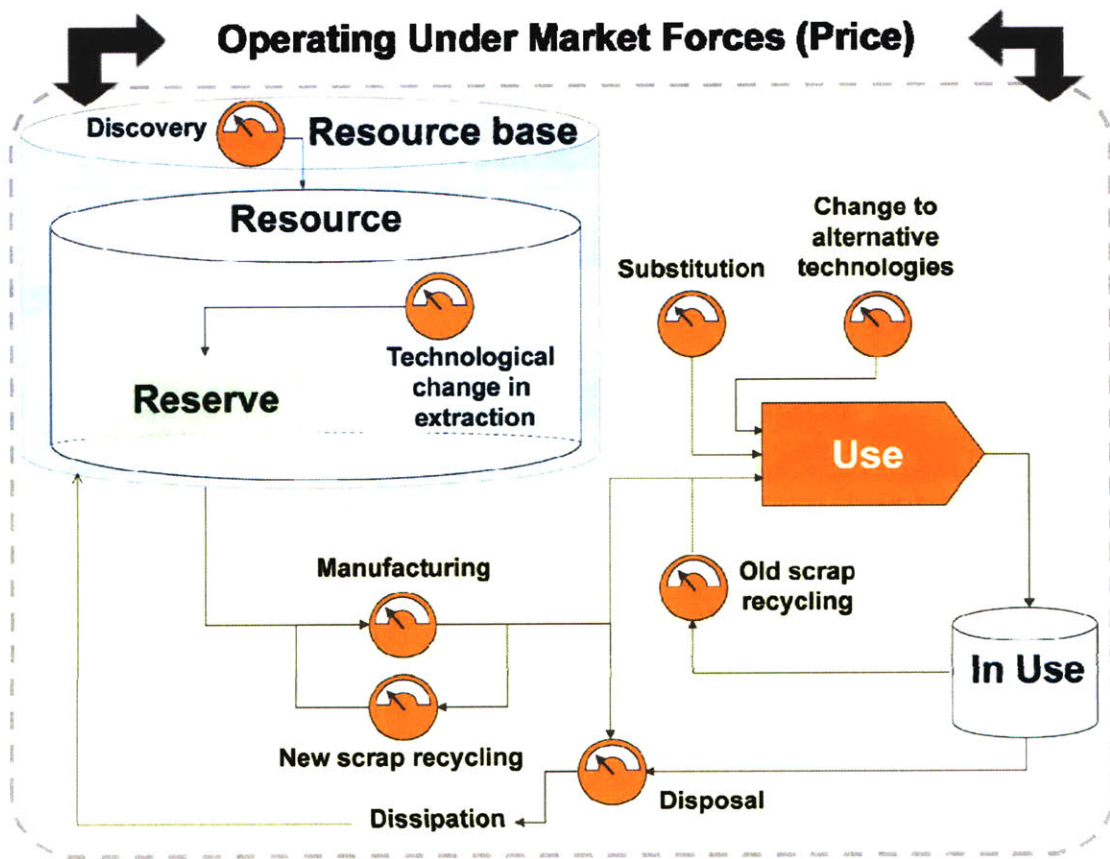 Operating Under Market Forces (Price)
Discovery
Resource base
Resource
Technological
change in
extraction
Reserve
Substitution
Change to
alternative
technologies
Use
Manufacturing
Old scrap
recycling
In Use
New scrap recycling
Disposal
Dissipation